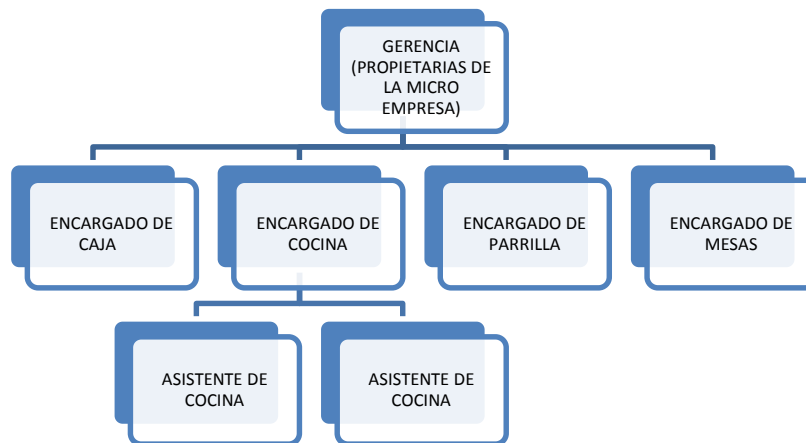 GERENCIA
(PROPIETARIAS DE
LA MICRO
EMPRESA)
ENCARGADO DE
CAJA
ENCARGADO DE
COCINA
ENCARGADO DE
PARRILLA
ENCARGADO DE
MESAS
ASISTENTE DE
COCINA
ASISTENTE DE
COCINA